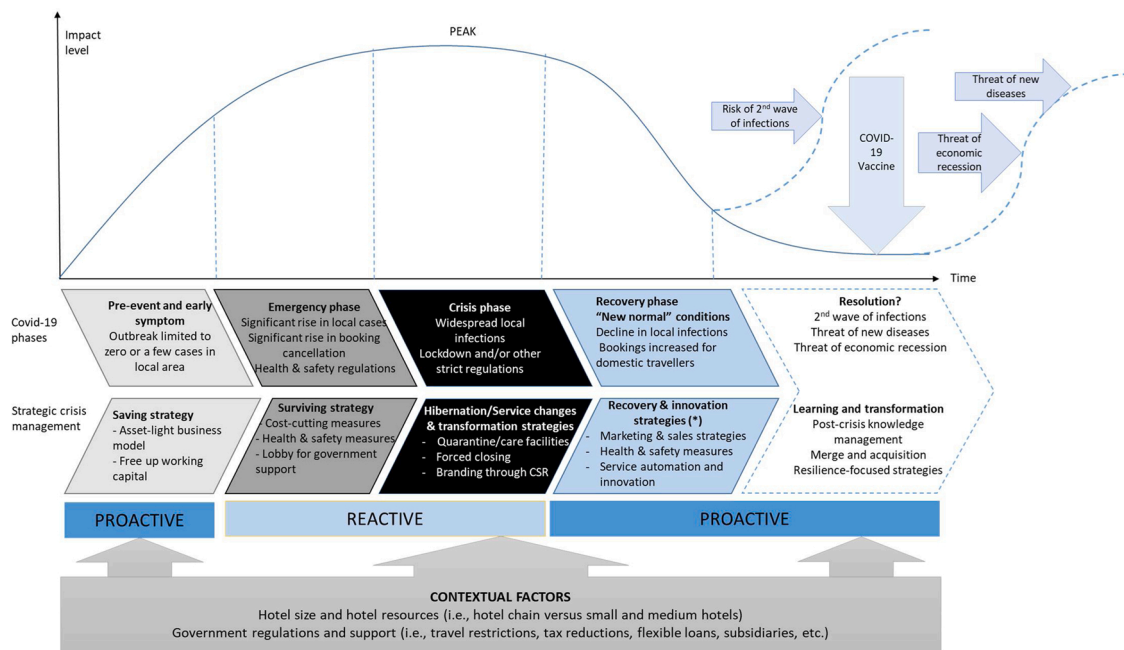 Impact
level
PEAK
Risk of 2nd wave
of infections
COVID-
19
Vaccine
Threat of new
diseases
Threat of
economic
recession
Time
Covid-19
phases
Pre-event and early
symptom
Outbreak limited to
zero or a few cases in
local area
Emergency phase
Significant rise in local cases
Significant rise in booking
cancellation
Health & safety regulations
Crisis phase
Widespread local
infections
Lockdown and/or other
strict regulations
Recovery phase
“New normal” conditions
Decline in local infections
Bookings increased for
domestic travellers
Resolution?
2nd wave of infections
Threat of new diseases
Threat of economic recession
Strategic crisis
management
Saving strategy
- Asset-light business
model
- Free up working
capital
Surviving strategy
- Cost-cutting measures
- Health & safety measures
- Lobby for government
support
Hibernation/Service changes
& transformation strategies
- Quarantine/care facilities
- Forced closing
- Branding through CSR
Recovery & innovation
strategies (*)
- Marketing & sales strategies
- Health & safety measures
- Service automation and
innovation
Learning and transformation
Post-crisis knowledge
management
Merge and acquisition
Resilience-focused strategies
PROACTIVE
REACTIVE
PROACTIVE
CONTEXTUAL FACTORS
Hotel size and hotel resources (i.e., hotel chain versus small and medium hotels)
Government regulations and support (i.e., travel restrictions, tax reductions, flexible loans, subsidiaries, etc.)